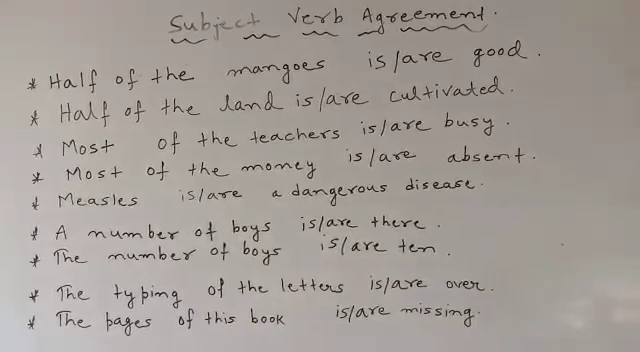 Subject Verb Agreement.
* Half of the mangoes is/are good.
* Half of the land is/are cultivated.
* Most of the teachers is/are busy.
* Most of the money is/are absent.
* Measles is/are a dangerous disease.
* A number of boys is/are there.
* The number of boys is/are ten.
* The typing of the letters is/are over.
* The pages of this book is/are missing.